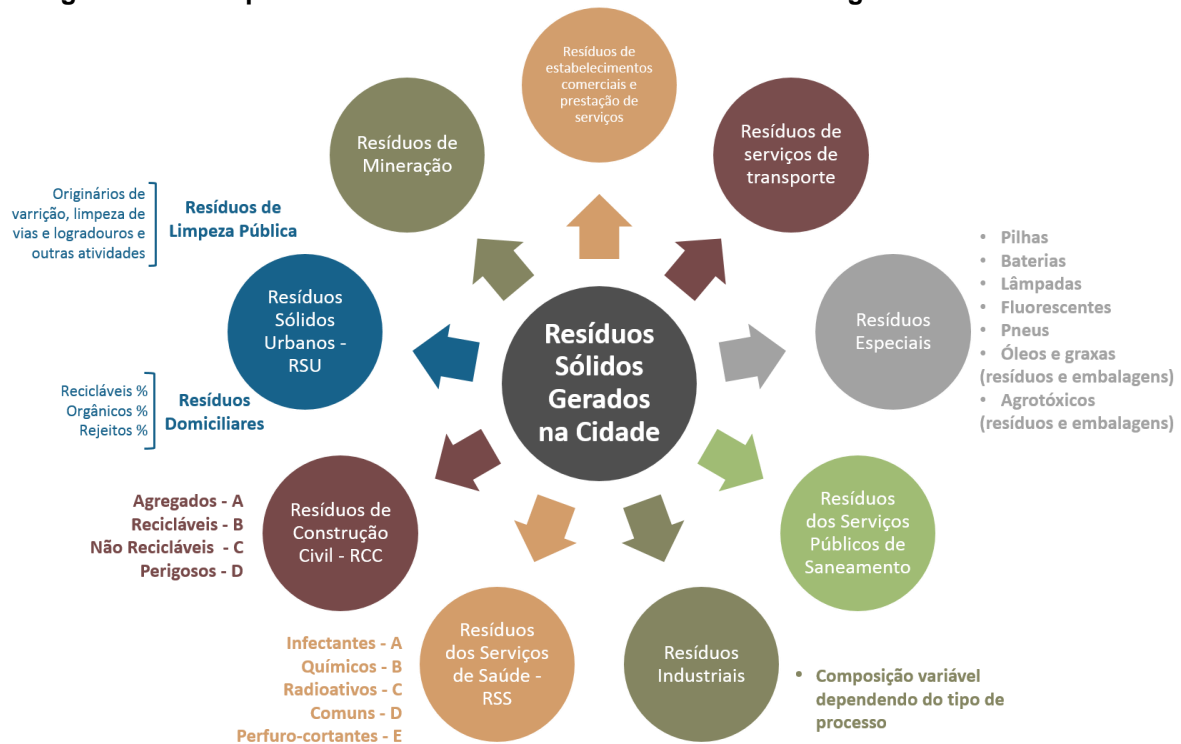 Resíduos de
estabelecimentos
comerciais e
prestação de
serviços
Resíduos de
serviços de
transporte
Resíduos
Especiais
• Pilhas
• Baterias
• Lâmpadas
• Fluorescentes
• Pneus
• Óleos e graxas
(resíduos e embalagens)
• Agrotóxicos
(resíduos e embalagens)
Resíduos
dos Serviços
Públicos de
Saneamento
Resíduos
Industriais
• Composição variável
dependendo do tipo de
processo
Resíduos
dos Serviços
de Saúde -
RSS
Infectantes - A
Químicos - B
Radioativos - C
Comuns - D
Perfuro-cortantes - E
Resíduos de
Construção
Civil - RCC
Agregados - A
Recicláveis - B
Não Recicláveis - C
Perigosos - D
Resíduos
Sólidos
Urbanos -
RSU
Resíduos de
Limpeza Pública
Originários de
varrição, limpeza de
vias e logradouros e
outras atividades
Resíduos
Domiciliares
Recicláveis %
Orgânicos %
Rejeitos %
Resíduos de
Mineração
Resíduos
Sólidos
Gerados
na Cidade